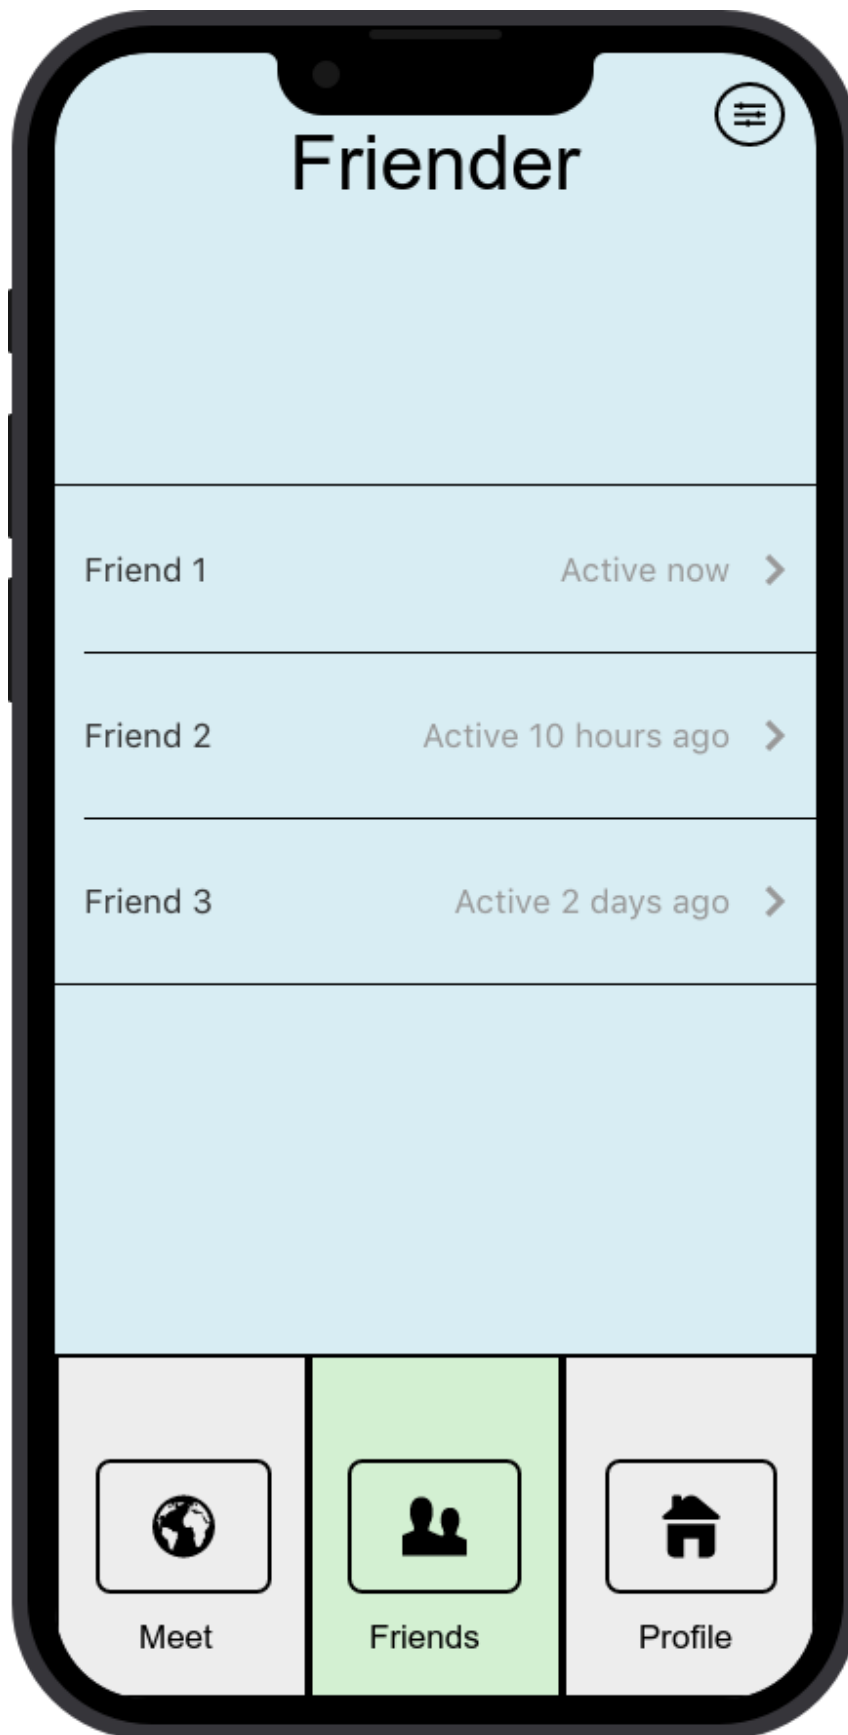 Friender
Friend 1 Active now
Friend 2 Active 10 hours ago
Friend 3 Active 2 days ago
Meet Friends Profile